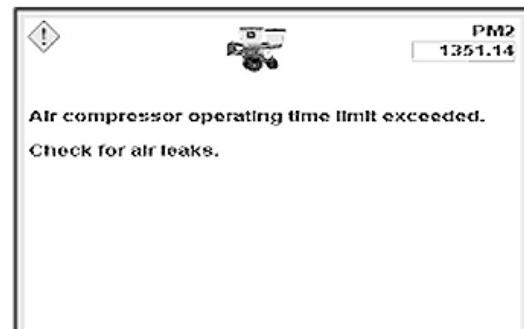 PM2
1351.14
Air compressor operating time limit exceeded.
Check for air leaks.